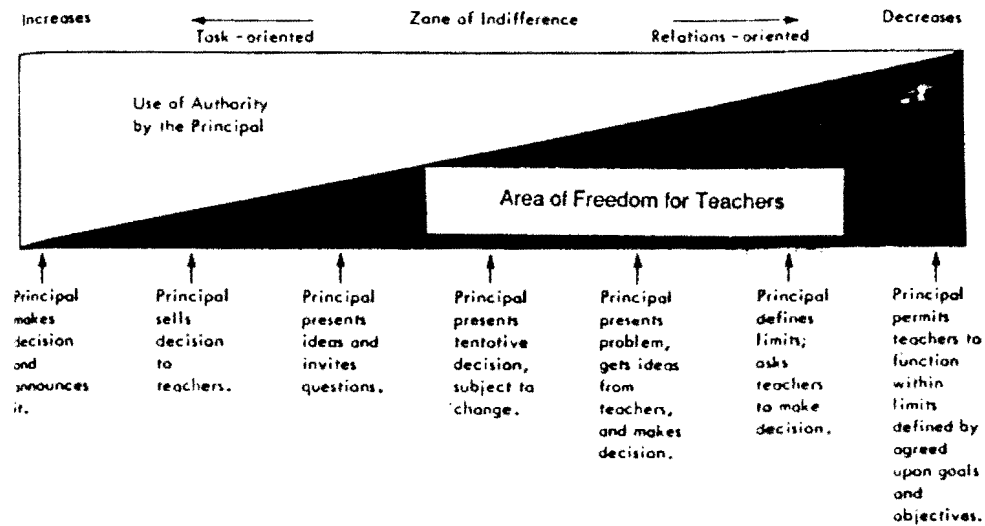 Increases
Zone of Indifference
Decreases
Task - oriented
Relations - oriented
Use of Authority
by the Principal
Area of Freedom for Teachers
Principal
makes
decision
and
announces
it.
Principal
sells
decision
to
teachers.
Principal
presents
ideas and
invites
questions.
Principal
presents
tentative
decision,
subject to
change.
Principal
presents
problem,
gets ideas
from
teachers,
and makes
decision.
Principal
defines
limits;
asks
teachers
to make
decision.
Principal
permits
teachers to
function
within
limits
defined by
agreed
upon goals
and
objectives.